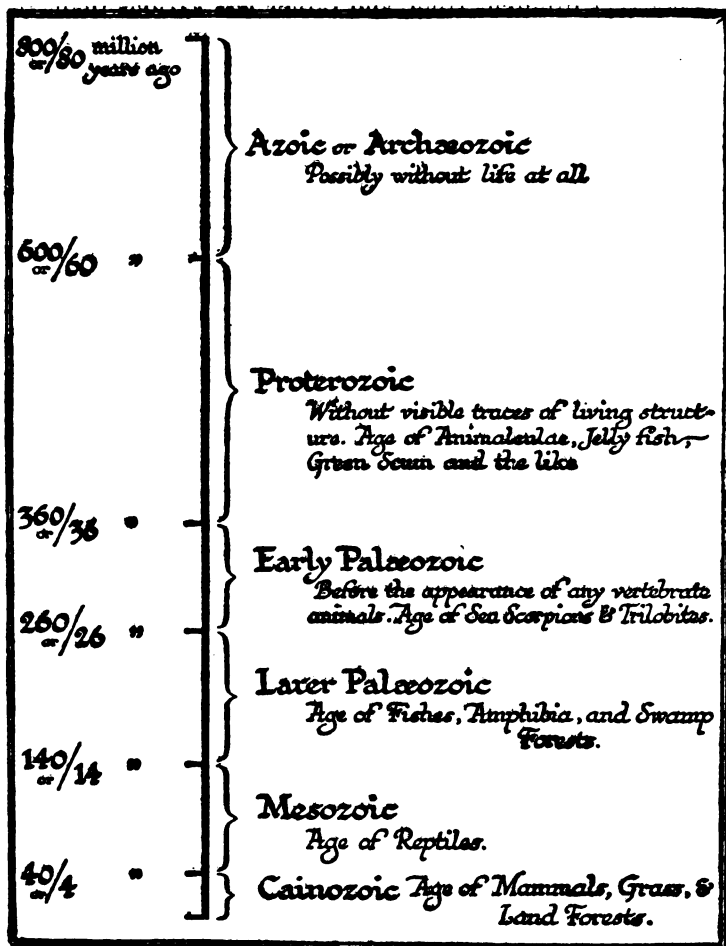 800/80 million
or years ago
Azoic or Archæozoic
Possibly without life at all
600/60 "
or
Proterozoic
Without visible traces of living struct-
ure. Age of Animalculae, Jelly fish,
Green Scum and the like
360/36 "
or
Early Palæozoic
Before the appearance of any vertebrate
animals. Age of Sea Scorpions & Trilobites.
260/26 "
or
Later Palæozoic
Age of Fishes, Amphibia, and Swamp
Forests.
140/14 "
or
Mesozoic
Age of Reptiles.
40/4 "
or
Cainozoic Age of Mammals, Grass, &
Land Forests.